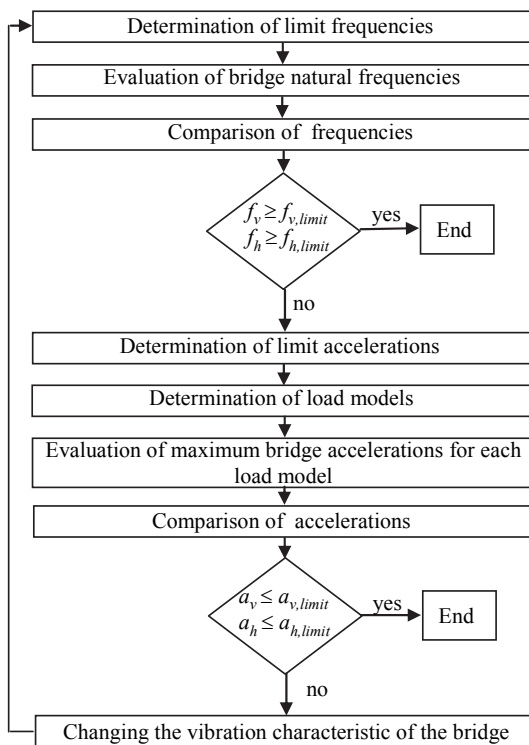 Determination of limit frequencies
Evaluation of bridge natural frequencies
Comparison of  frequencies
f_v ≥ f_v,limit
f_h ≥ f_h,limit
yes
End
no
Determination of limit accelerations
Determination of load models
Evaluation of maximum bridge accelerations for each
load model
Comparison of  accelerations
a_v ≤ a_v,limit
a_h ≤ a_h,limit
yes
End
no
Changing the vibration characteristic of the bridge